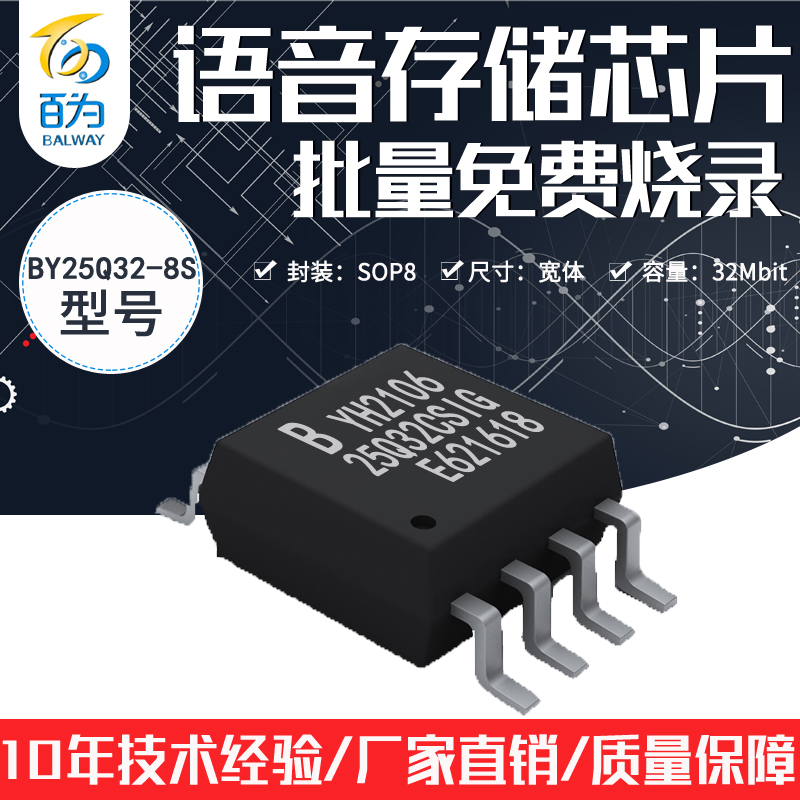 百为
BALWAY
语音存储芯片
批量免费烧录
BY25Q32-8S
型号
封装：SOP8
尺寸：宽体
容量：32Mbit
B YH2106
25Q32CSIG
E621618
10年技术经验/厂家直销/质量保障